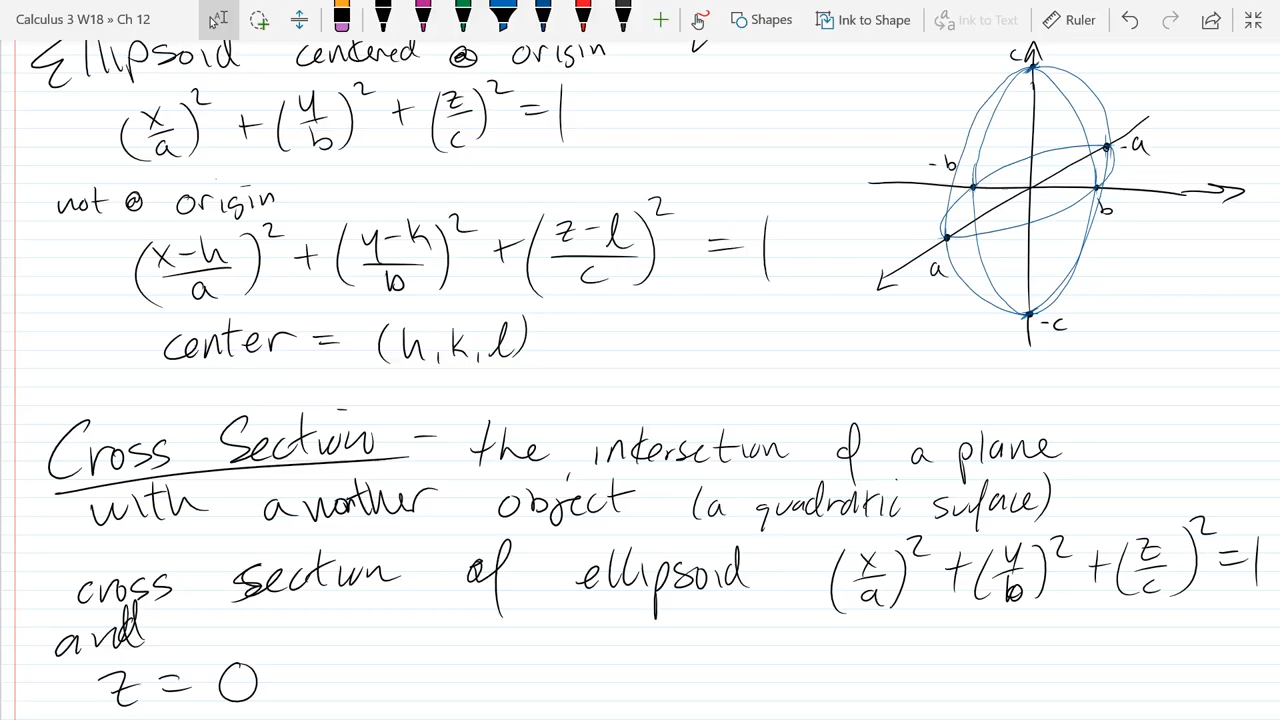 Calculus 3 W18 » Ch 12
Shapes
Ink to Shape
Ink to Text
Ruler
Ellipsoid centered @ origin
(x/a)² + (y/b)² + (z/c)² = 1
not @ origin
((x-h)/a)² + ((y-k)/b)² + ((z-l)/c)² = 1
center = (h, k, l)
c
-b
-a
b
a
-c
Cross Section - the intersction of a plane
with another object (a quadratic surface)
cross section of ellipsoid (x/a)² + (y/b)² + (z/c)² = 1
and
z = 0